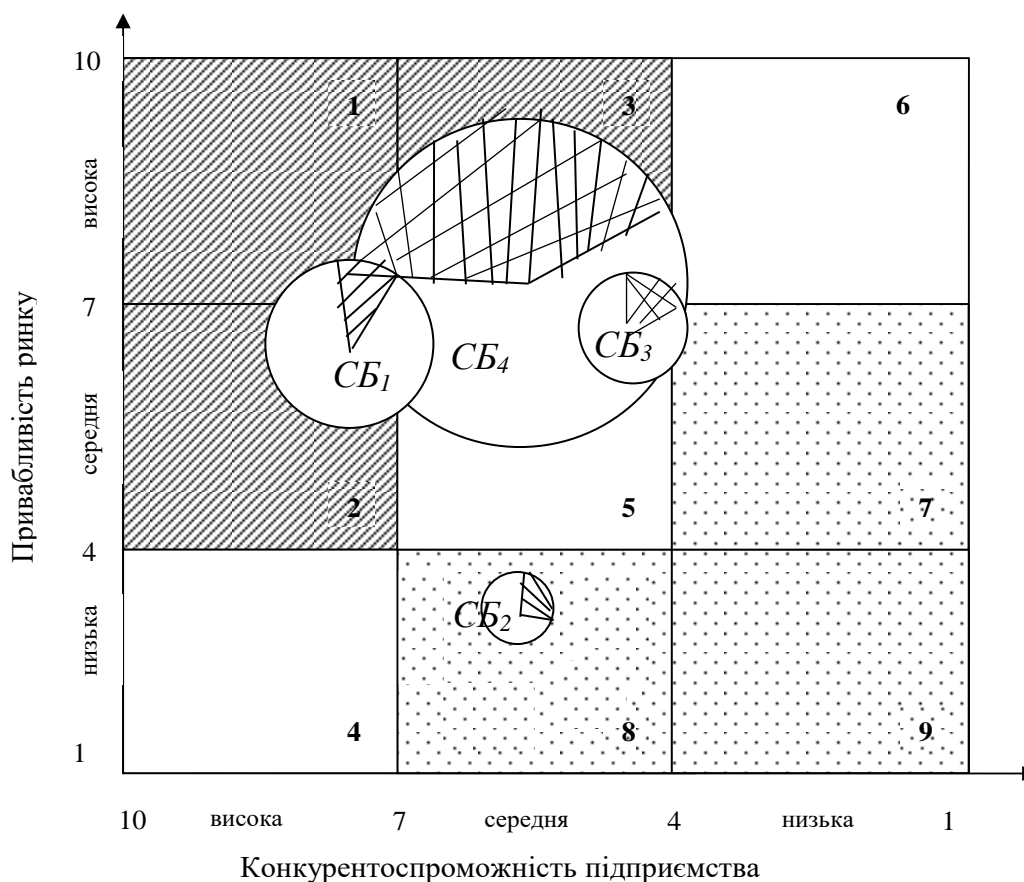 10
1
3
6
висока
7
Привабливість ринку
СБ1
СБ4
СБ3
середня
2
5
7
4
СБ2
низька
4
8
9
1
10 висока 7 середня 4 низька 1
Конкурентоспроможність підприємства